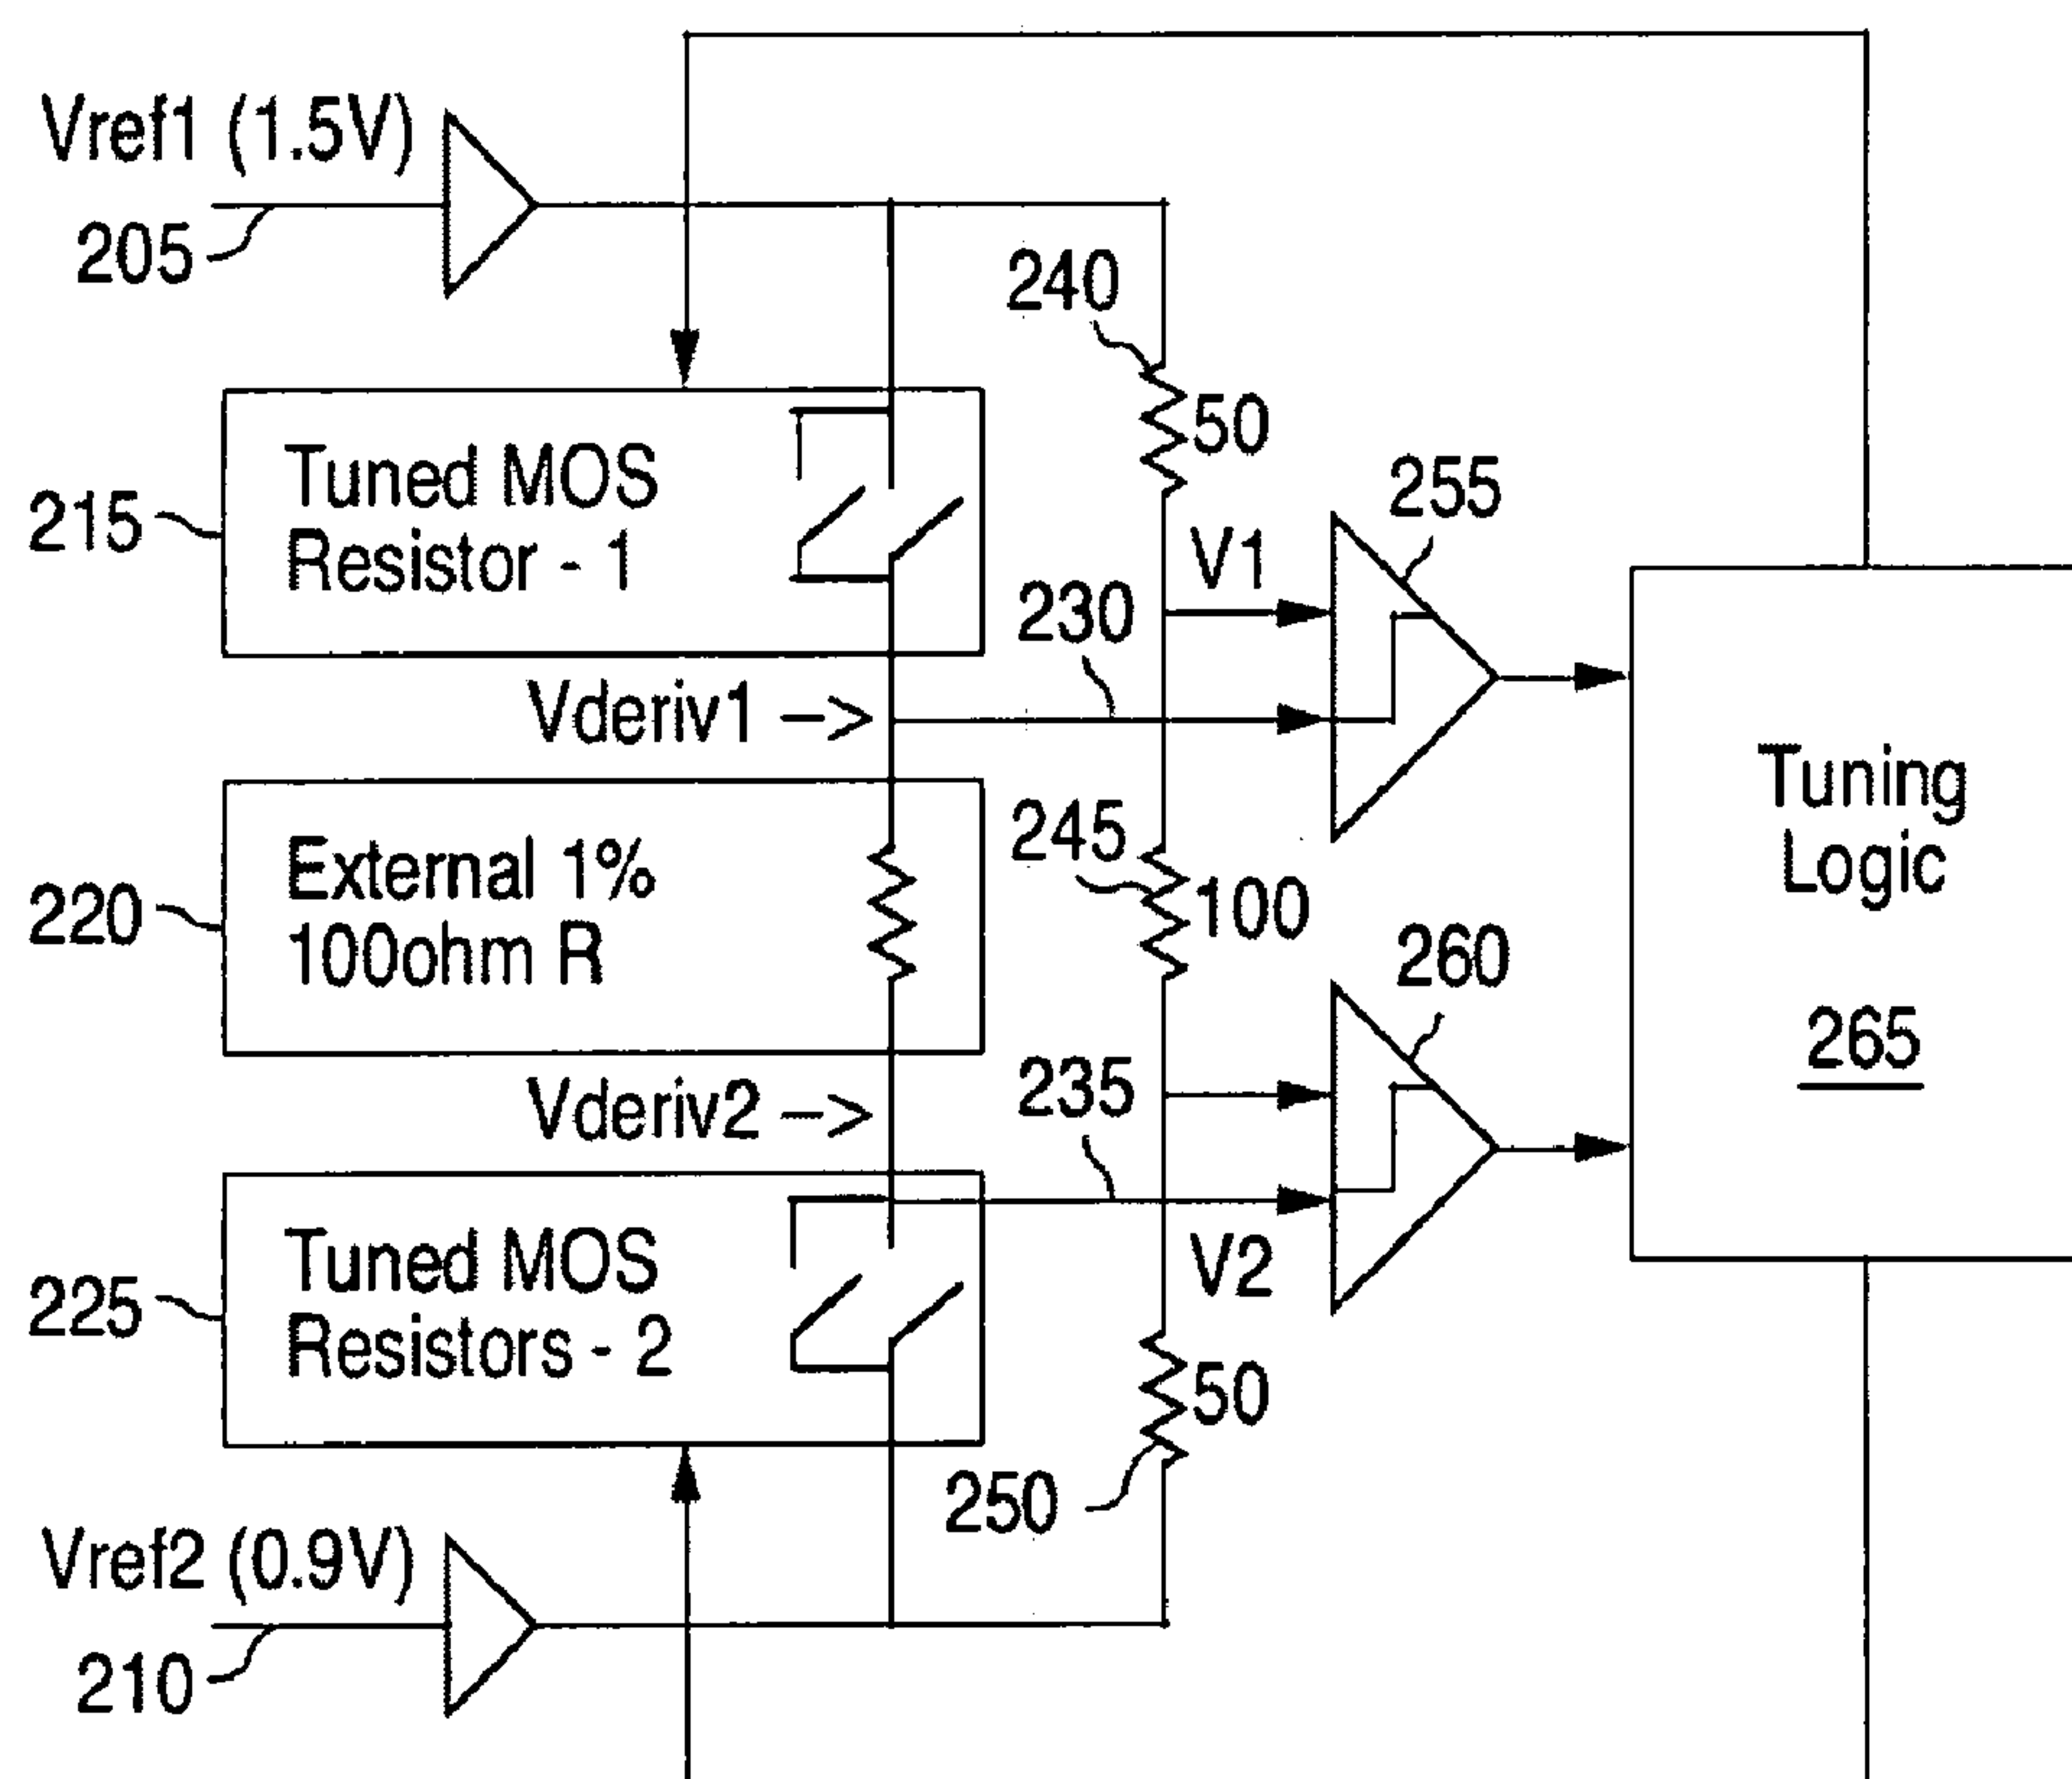 Vref1 (1.5V)
205
240
50
Tuned MOS
Resistor - 1
215
255
V1
230
Vderiv1 -->
Tuning
Logic
265
External 1%
100ohm R
220
245
100
260
Vderiv2 -->
235
Tuned MOS
Resistors - 2
225
V2
50
250
Vref2 (0.9V)
210